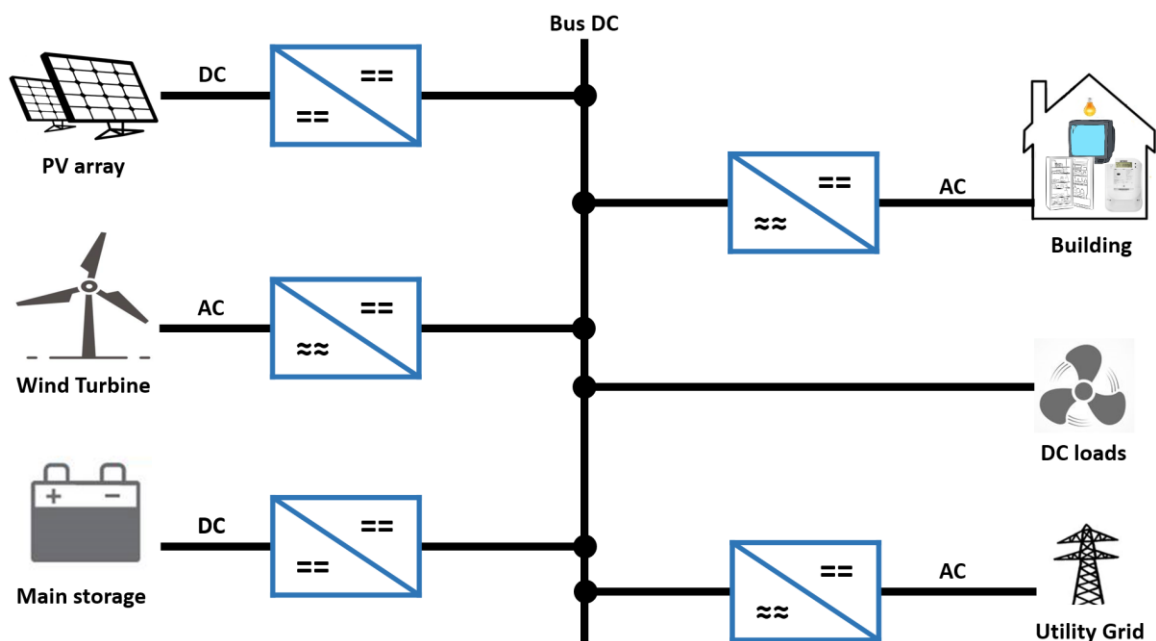 Bus DC
DC
== 
==
PV array
==
≈≈
AC
Building
AC
==
≈≈
Wind Turbine
DC loads
+ -
DC
==
==
Main storage
==
≈≈
AC
Utility Grid